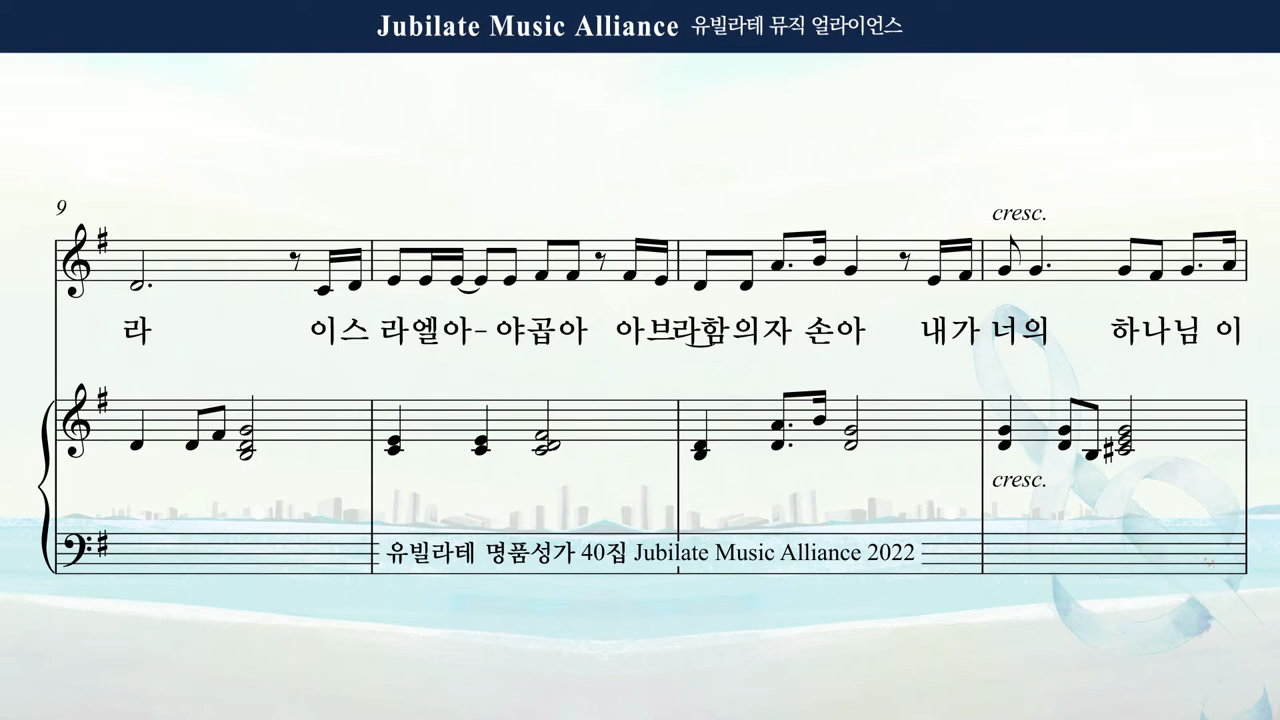 Jubilate Music Alliance 유빌라테 뮤직 얼라이언스
9
cresc.
라 이스 라엘아- 야곱아 아브라함의자 손아 내가 너의 하나님 이
cresc.
유빌라테 명품성가 40집 Jubilate Music Alliance 2022